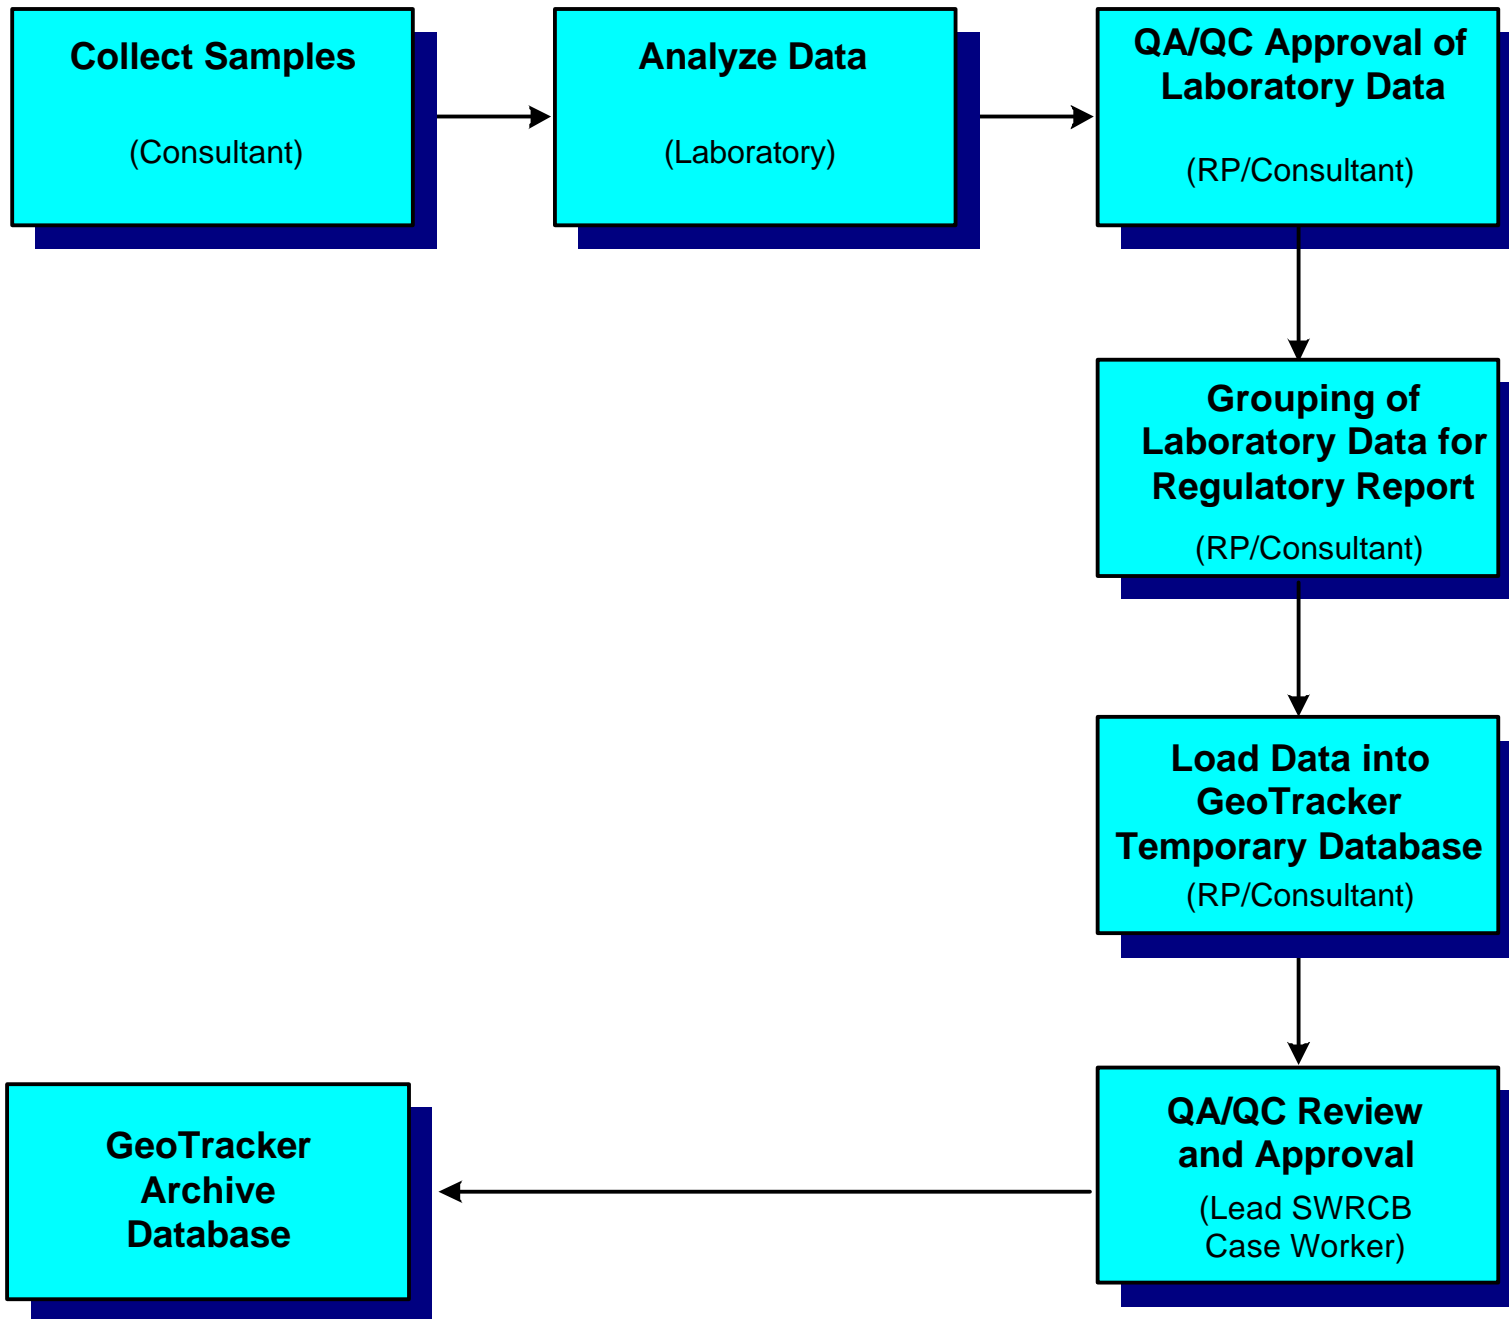 Collect Samples
(Consultant)
Analyze Data
(Laboratory)
QA/QC Approval of
Laboratory Data
(RP/Consultant)
Grouping of
Laboratory Data for
Regulatory Report
(RP/Consultant)
Load Data into
GeoTracker
Temporary Database
(RP/Consultant)
QA/QC Review
and Approval
(Lead SWRCB
Case Worker)
GeoTracker
Archive
Database